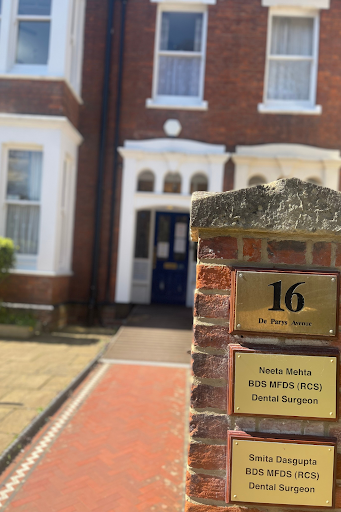 16
De Parys Avenue
Neeta Mehta
BDS MFDS (RCS)
Dental Surgeon
Smita Dasgupta
BDS MFDS (RCS)
Dental Surgeon